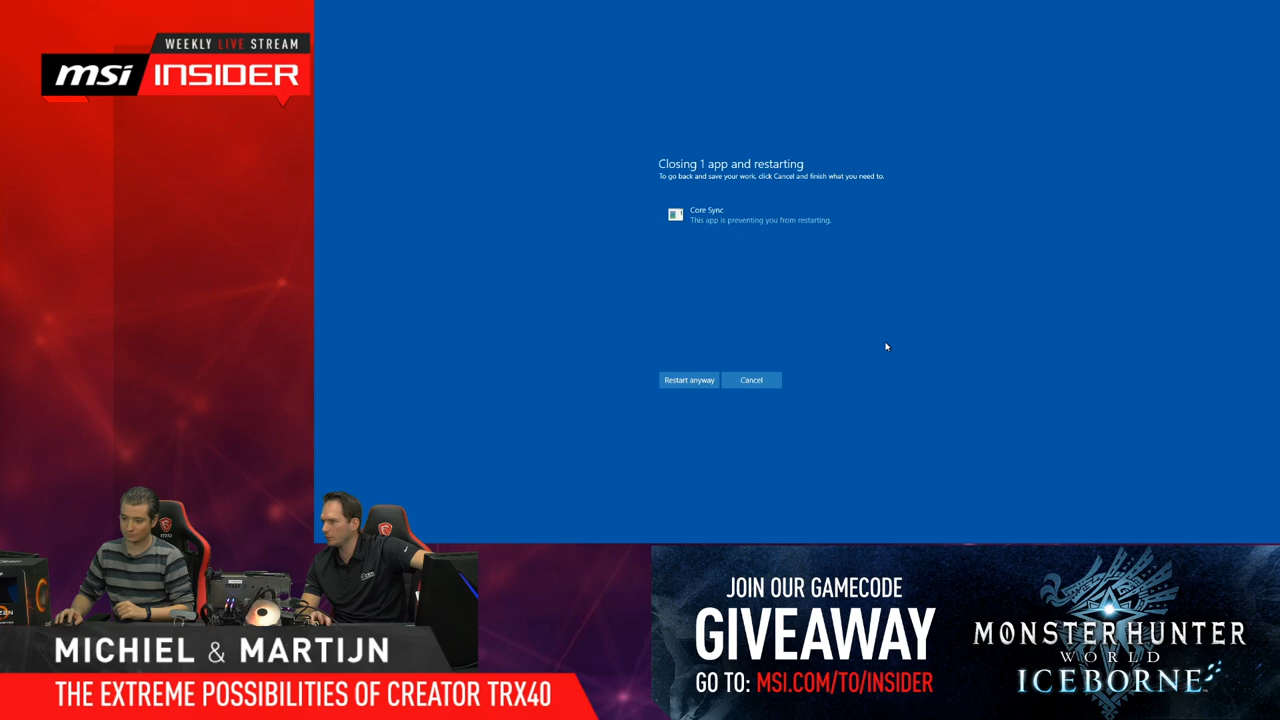 WEEKLY LIVE STREAM
msi INSIDER
Closing 1 app and restarting
To go back and save your work, click Cancel and finish what you need to.
Core Sync
This app is preventing you from restarting.
Restart anyway
Cancel
msi
MICHIEL & MARTIJN
THE EXTREME POSSIBILITIES OF CREATOR TRX40
JOIN OUR GAMECODE
GIVEAWAY
GO TO: MSI.COM/TO/INSIDER
MONSTER HUNTER
WORLD
ICEBORNE